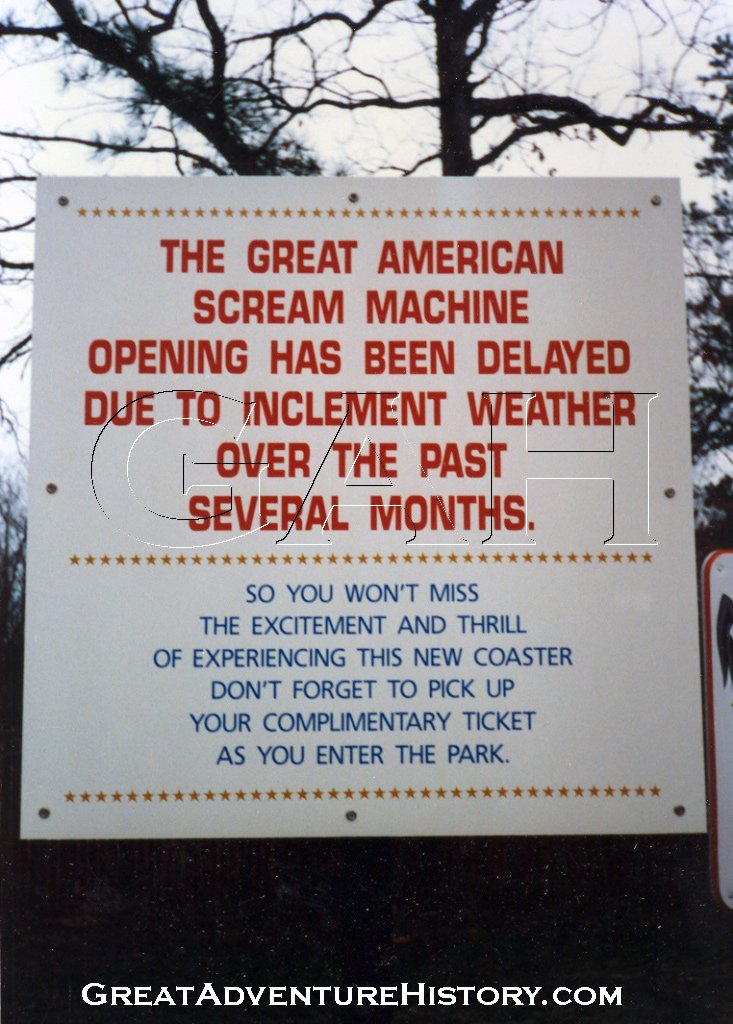 THE GREAT AMERICAN
SCREAM MACHINE
OPENING HAS BEEN DELAYED
DUE TO INCLEMENT WEATHER
OVER THE PAST
SEVERAL MONTHS.
GAH
SO YOU WON'T MISS
THE EXCITEMENT AND THRILL
OF EXPERIENCING THIS NEW COASTER
DON'T FORGET TO PICK UP
YOUR COMPLIMENTARY TICKET
AS YOU ENTER THE PARK.
GREATADVENTUREHISTORY.COM